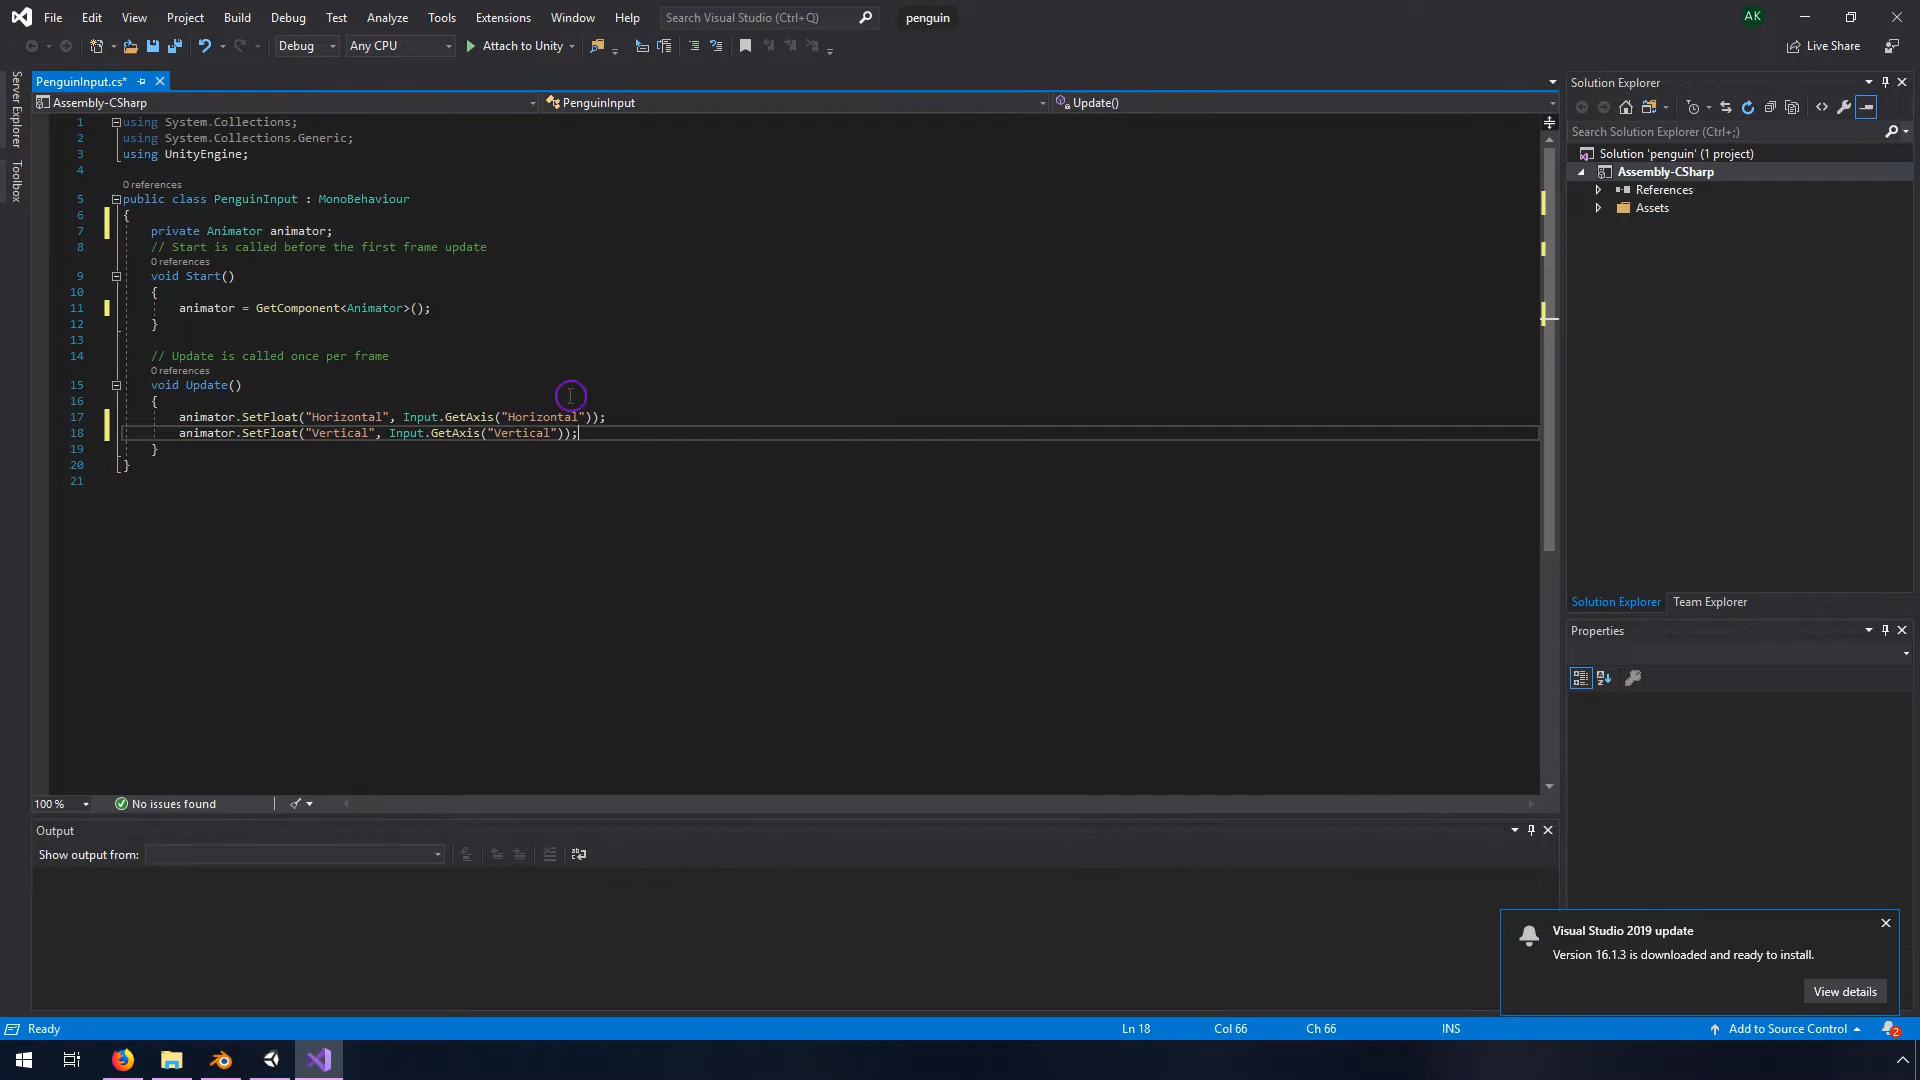 File Edit View Project Build Debug Test Analyze Tools Extensions Window Help Search Visual Studio (Ctrl+Q) penguin AK
Debug Any CPU Attach to Unity Live Share
Server Explorer
Toolbox
PenguinInput.cs*
Assembly-CSharp PenguinInput Update()
1 using System.Collections;
2 using System.Collections.Generic;
3 using UnityEngine;
4
0 references
5 public class PenguinInput : MonoBehaviour
6 {
7 private Animator animator;
8 // Start is called before the first frame update
0 references
9 void Start()
10 {
11 animator = GetComponent<Animator>();
12 }
13
14 // Update is called once per frame
0 references
15 void Update()
16 {
17 animator.SetFloat("Horizontal", Input.GetAxis("Horizontal"));
18 animator.SetFloat("Vertical", Input.GetAxis("Vertical"));
19 }
20 }
21
100 % No issues found
Output
Show output from:
Solution Explorer
Search Solution Explorer (Ctrl+;)
Solution 'penguin' (1 project)
Assembly-CSharp
References
Assets
Solution Explorer Team Explorer
Properties
Visual Studio 2019 update
Version 16.1.3 is downloaded and ready to install.
View details
Ready Ln 18 Col 66 Ch 66 INS Add to Source Control 2